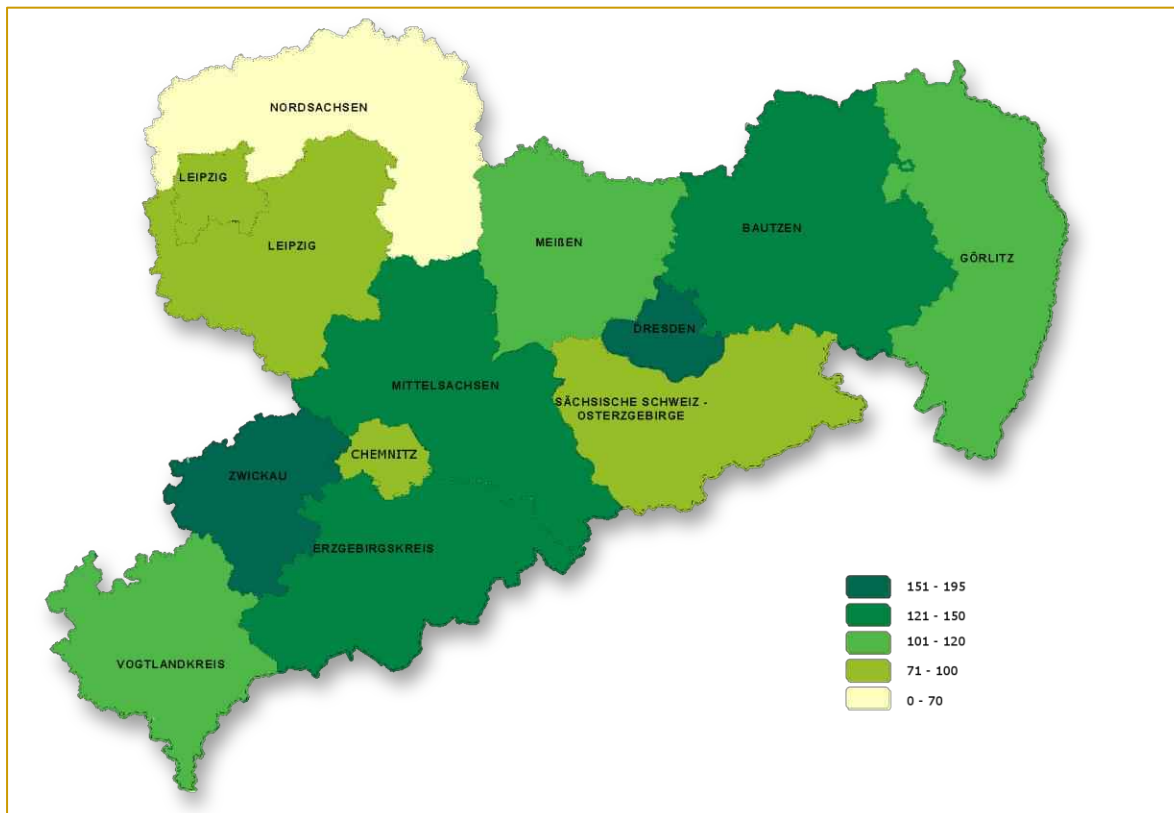 NORDSACHSEN
LEIPZIG
LEIPZIG
MEIßEN
BAUTZEN
GÖRLITZ
DRESDEN
MITTELSACHSEN
SÄCHSISCHE SCHWEIZ -
OSTERZGEBIRGE
CHEMNITZ
ZWICKAU
ERZGEBIRGSKREIS
VOGTLANDKREIS
151 - 195
121 - 150
101 - 120
71 - 100
0 - 70